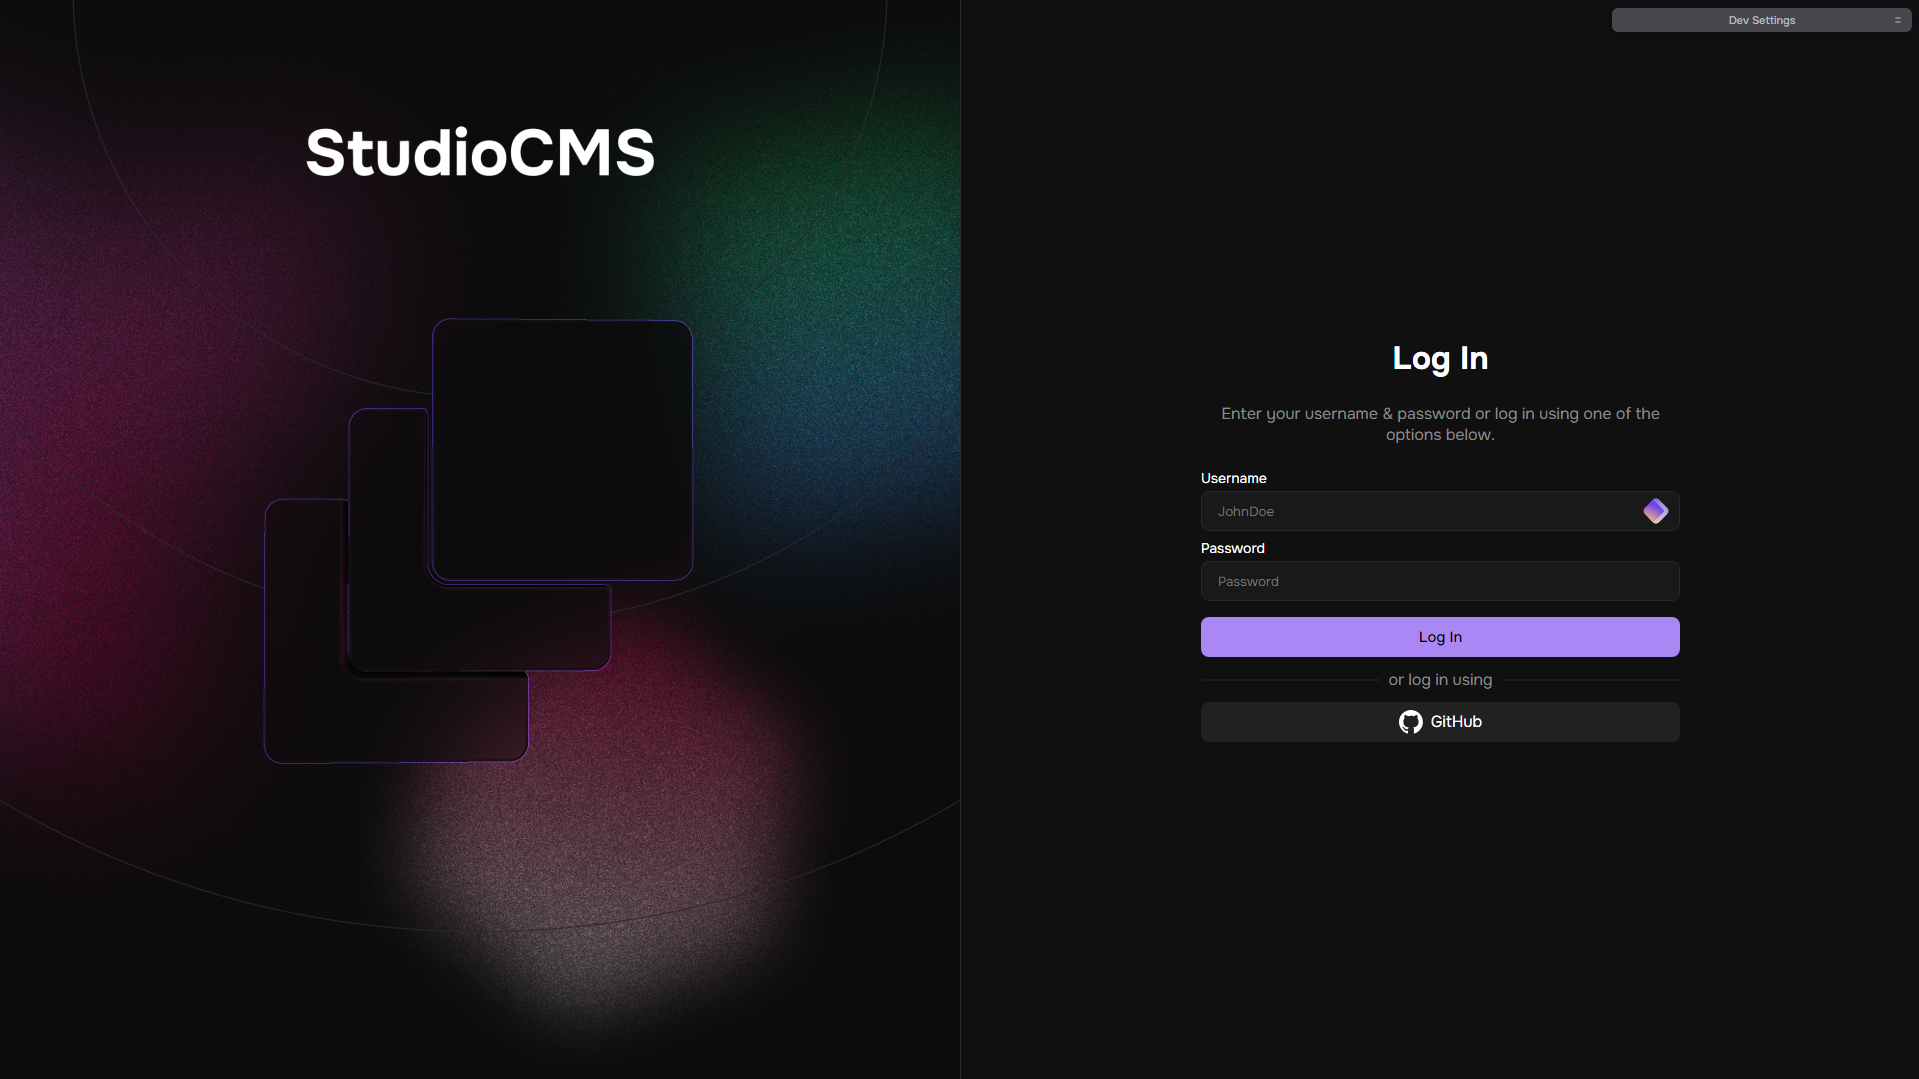 StudioCMS
Dev Settings
Log In
Enter your username & password or log in using one of the
options below.
Username
JohnDoe
Password
Password
Log In
or log in using
GitHub